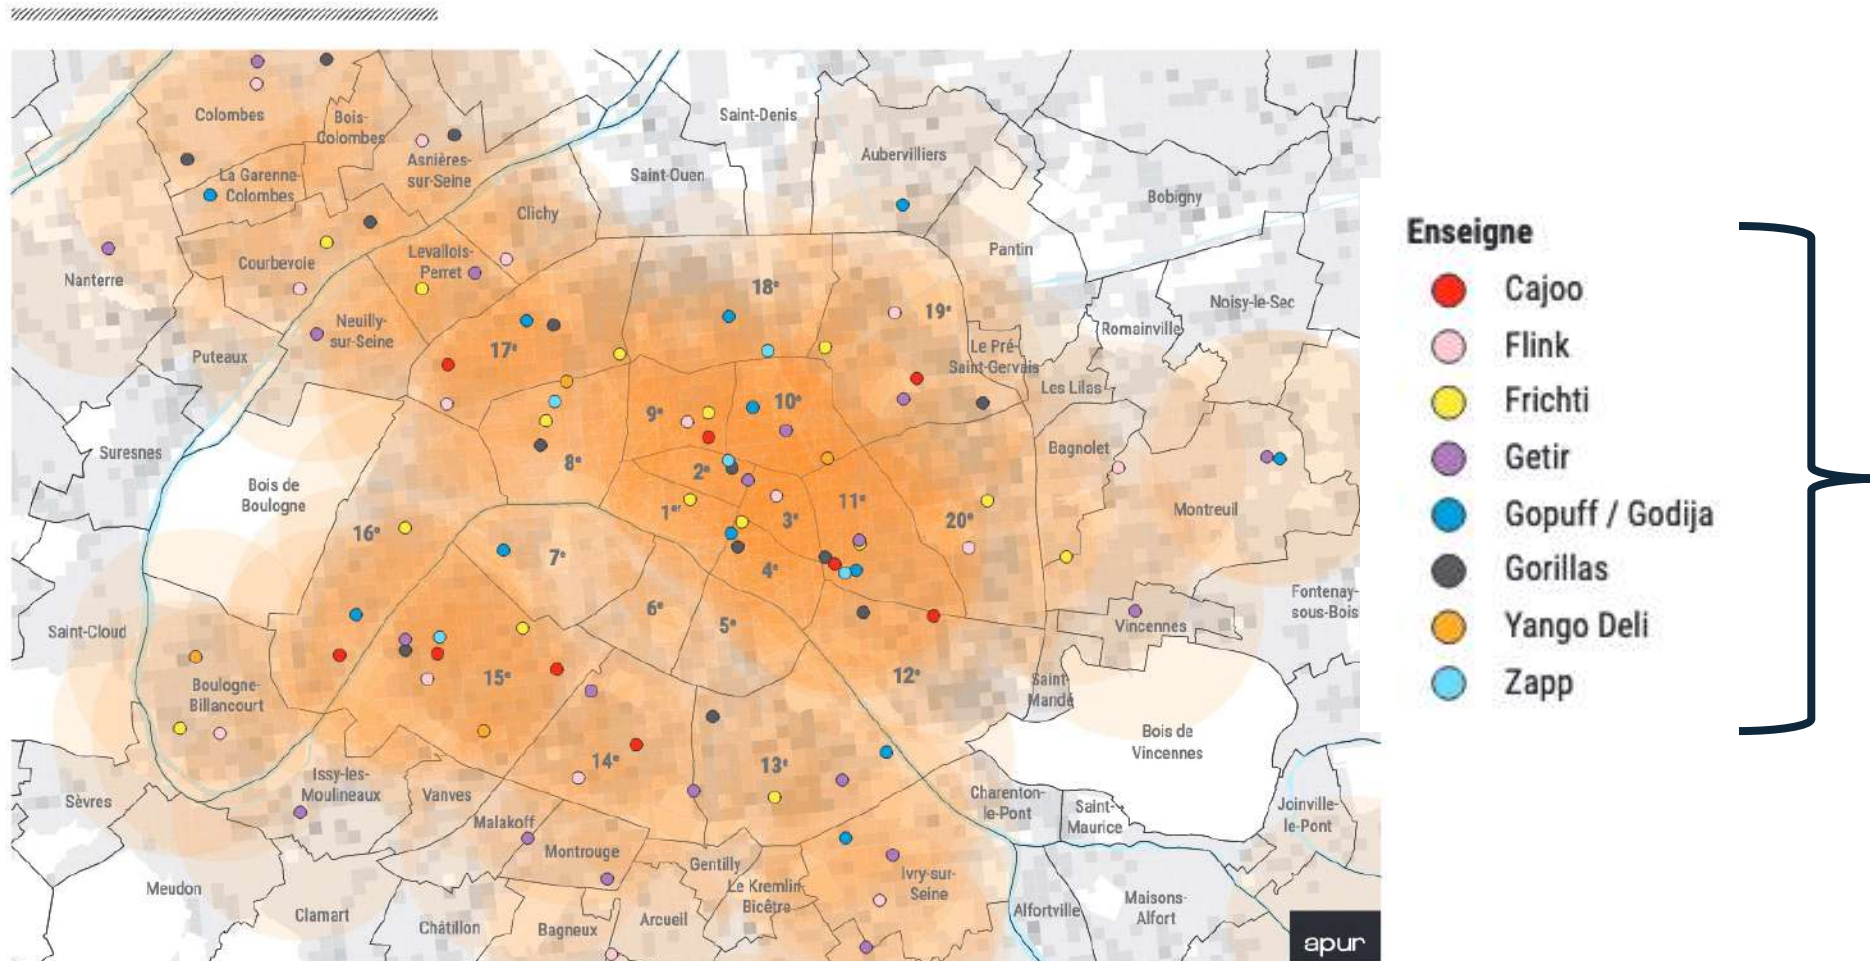 Colombes
Bois-
Colombes
Asnières-
sur-Seine
La Garenne-
Colombes
Saint-Denis
Saint-Ouen
Aubervilliers
Bobigny
Clichy
Pantin
Nanterre
Courbevoie
Levallois-
Perret
Noisy-le-Sec
Romainville
Puteaux
Neuilly-
sur-Seine
17e
18e
19e
Le Pré-
Saint-Gervais
Les Lilas
Suresnes
Bois de
Boulogne
8e
9e
10e
2e
1er
3e
11e
20e
Bagnolet
Montreuil
16e
7e
4e
6e
5e
Fontenay-
sous-Bois
Vincennes
Saint-Cloud
Boulogne-
Billancourt
15e
12e
Saint-
Mandé
Bois de
Vincennes
14e
13e
Sèvres
Issy-les-
Moulineaux
Vanves
Malakoff
Montrouge
Gentilly
Le Kremlin-
Bicêtre
Ivry-sur-
Seine
Charenton-
le-Pont
Saint-
Maurice
Joinville-
le-Pont
Meudon
Clamart
Châtillon
Bagneux
Arcueil
Alfortville
Maisons-
Alfort
apur
Enseigne
Cajoo
Flink
Frichti
Getir
Gopuff / Godija
Gorillas
Yango Deli
Zapp